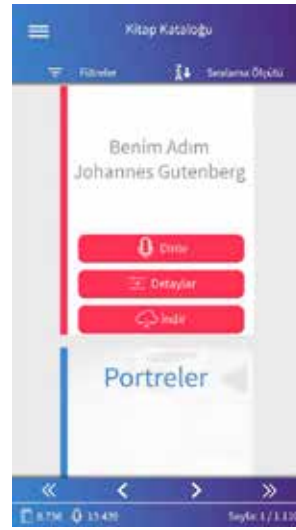 Kitap Kataloğu
Filtreler Sıralama Ölçütü
Benim Adım
Johannes Gutenberg
Dinle
Detaylar
İndir
Portreler